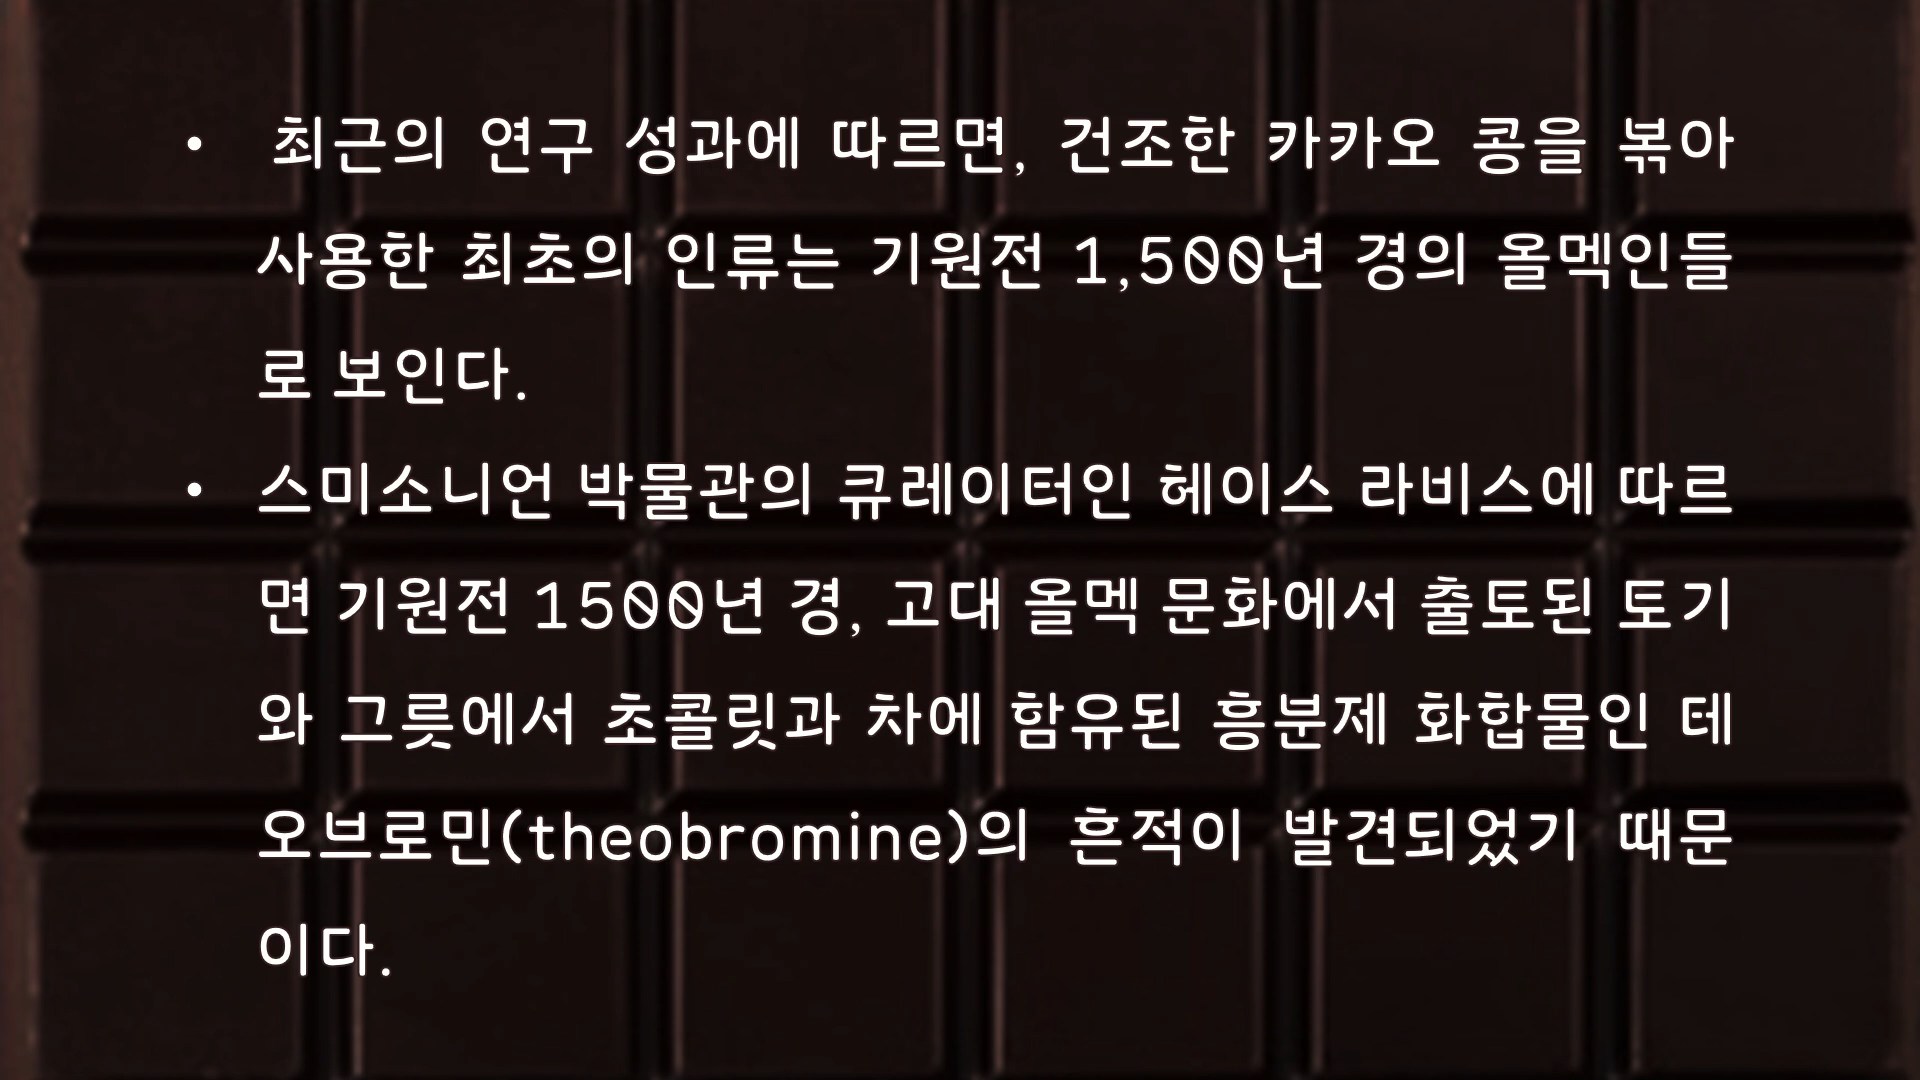 • 최근의 연구 성과에 따르면, 건조한 카카오 콩을 볶아
사용한 최초의 인류는 기원전 1,500년 경의 올멕인들
로 보인다.
• 스미소니언 박물관의 큐레이터인 헤이스 라비스에 따르
면 기원전 1500년 경, 고대 올멕 문화에서 출토된 토기
와 그릇에서 초콜릿과 차에 함유된 흥분제 화합물인 데
오브로민(theobromine)의 흔적이 발견되었기 때문
이다.